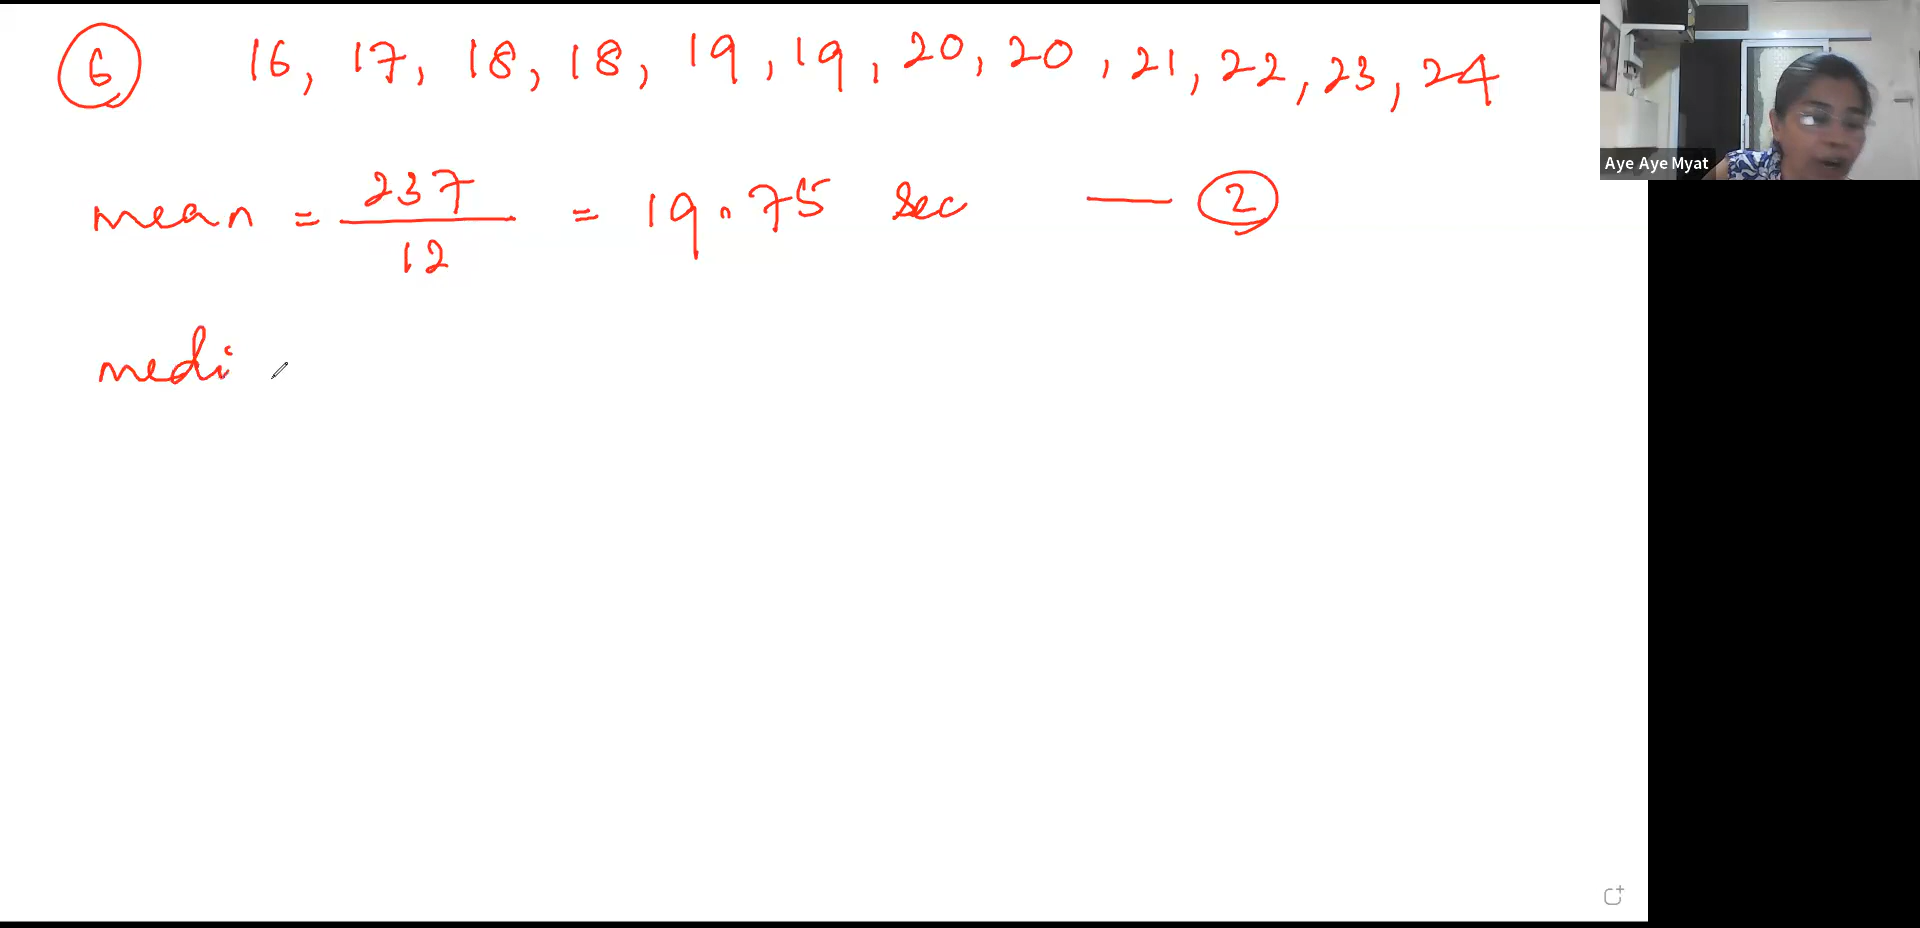 6 16, 17, 18, 18, 19, 19, 20, 20, 21, 22, 23, 24
mean = 237/12 = 19.75 sec — 2
medi
Aye Aye Myat